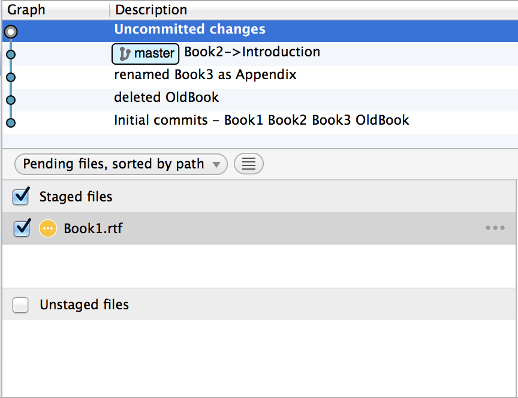 Graph Description
Uncommitted changes
master Book2->Introduction
renamed Book3 as Appendix
deleted OldBook
Initial commits - Book1 Book2 Book3 OldBook
Pending files, sorted by path
Staged files
Book1.rtf
Unstaged files